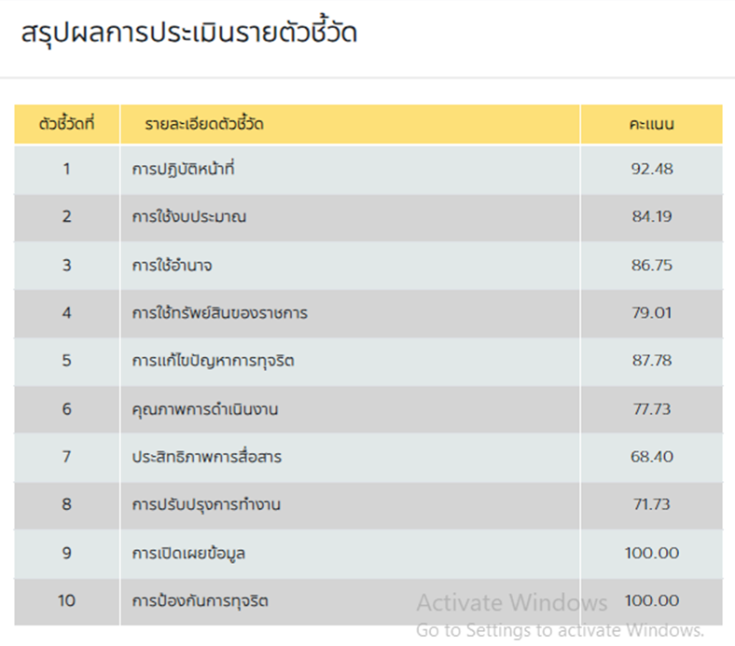 สรุปผลการประเมินรายตัวชี้วัด
ตัวชี้วัดที่ รายละเอียดตัวชี้วัด คะแนน
1 การปฏิบัติหน้าที่ 92.48
2 การใช้งบประมาณ 84.19
3 การใช้อำนาจ 86.75
4 การใช้ทรัพย์สินของราชการ 79.01
5 การแก้ไขปัญหาการทุจริต 87.78
6 คุณภาพการดำเนินงาน 77.73
7 ประสิทธิภาพการสื่อสาร 68.40
8 การปรับปรุงการทำงาน 71.73
9 การเปิดเผยข้อมูล 100.00
10 การป้องกันการทุจริต 100.00
Activate Windows
Go to Settings to activate Windows.